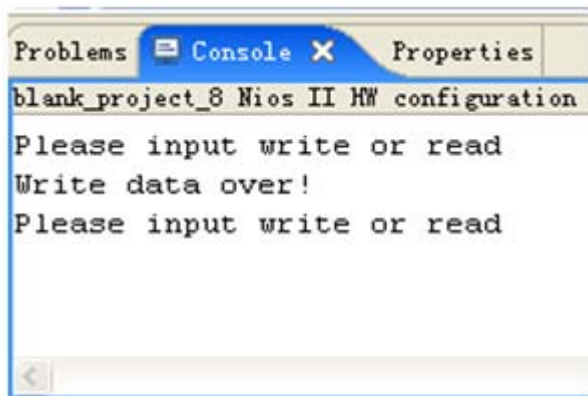 Problems Console Properties
blank_project_8 Nios II HW configuration
Please input write or read
Write data over!
Please input write or read